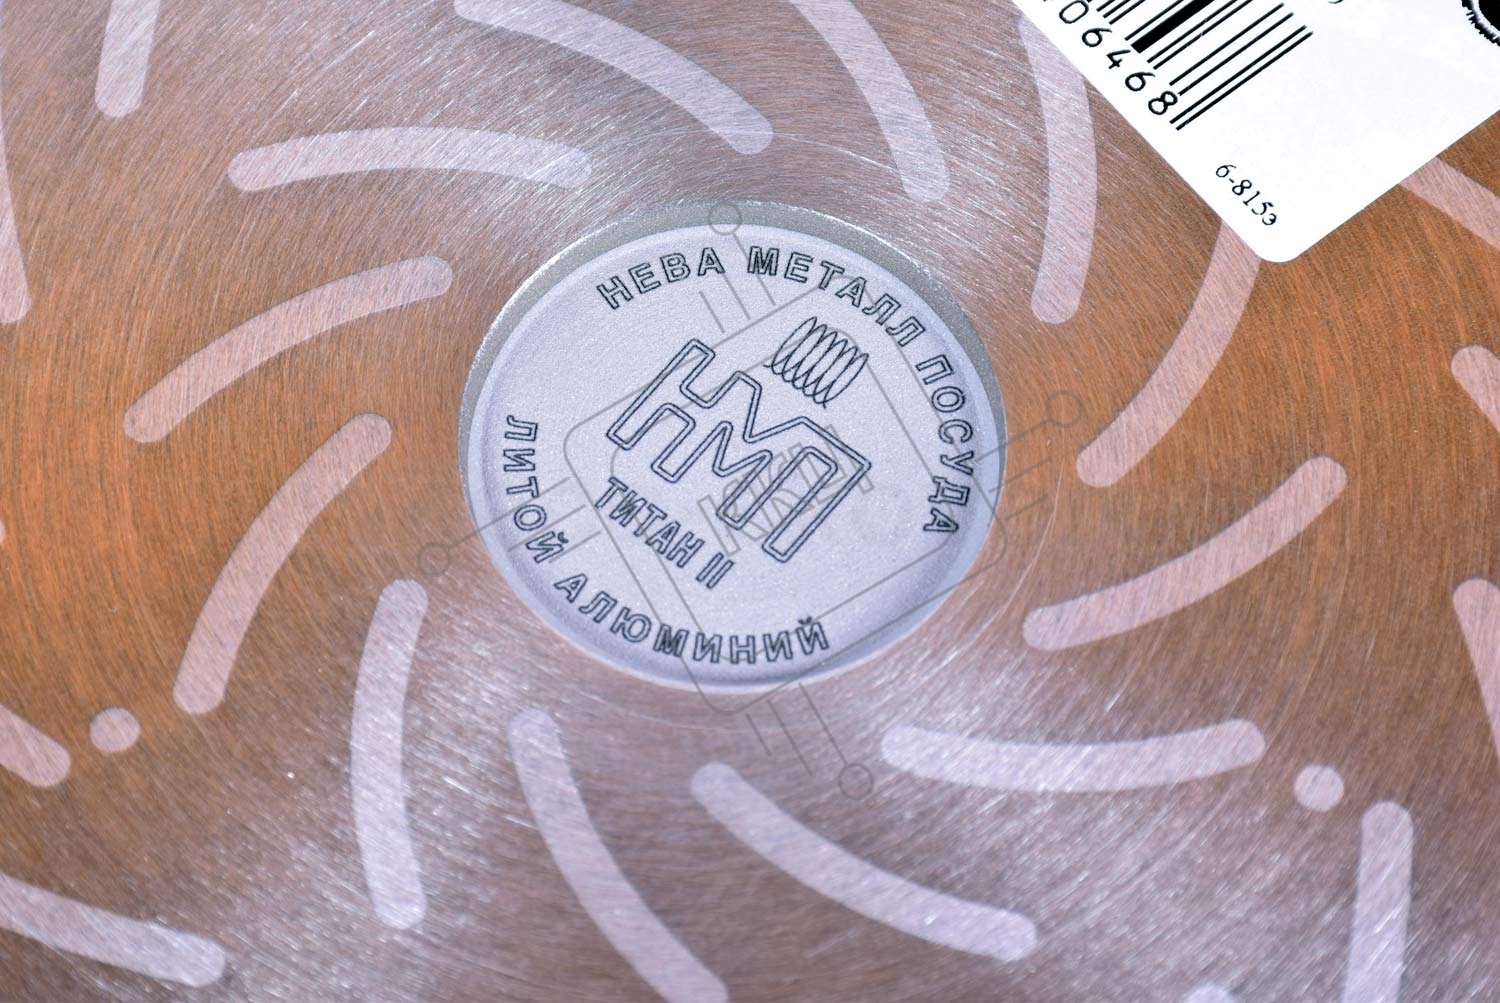 НЕВА МЕТАЛЛ ПОСУДА
НМП
ТИТАН II
ЛИТОЙ АЛЮМИНИЙ
06468
6-815э